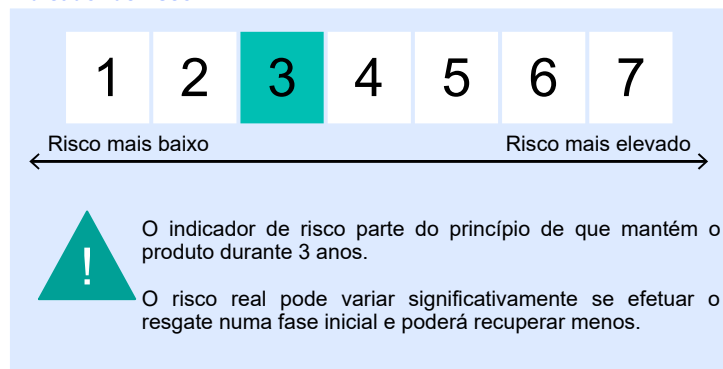 1 2 3 4 5 6 7
Risco mais baixo Risco mais elevado
!
O indicador de risco parte do princípio de que mantém o
produto durante 3 anos.
O risco real pode variar significativamente se efetuar o
resgate numa fase inicial e poderá recuperar menos.